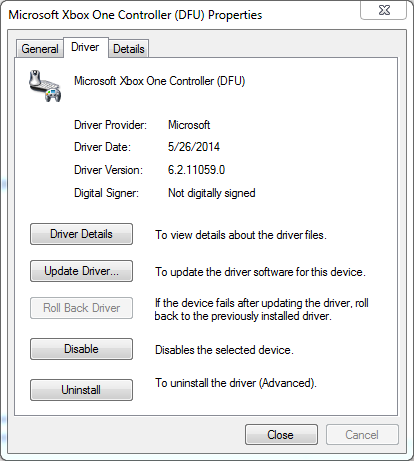 Microsoft Xbox One Controller (DFU) Properties
General Driver Details
Microsoft Xbox One Controller (DFU)
Driver Provider: Microsoft
Driver Date: 5/26/2014
Driver Version: 6.2.11059.0
Digital Signer: Not digitally signed
Driver Details To view details about the driver files.
Update Driver... To update the driver software for this device.
Roll Back Driver If the device fails after updating the driver, roll
back to the previously installed driver.
Disable Disables the selected device.
Uninstall To uninstall the driver (Advanced).
Close Cancel